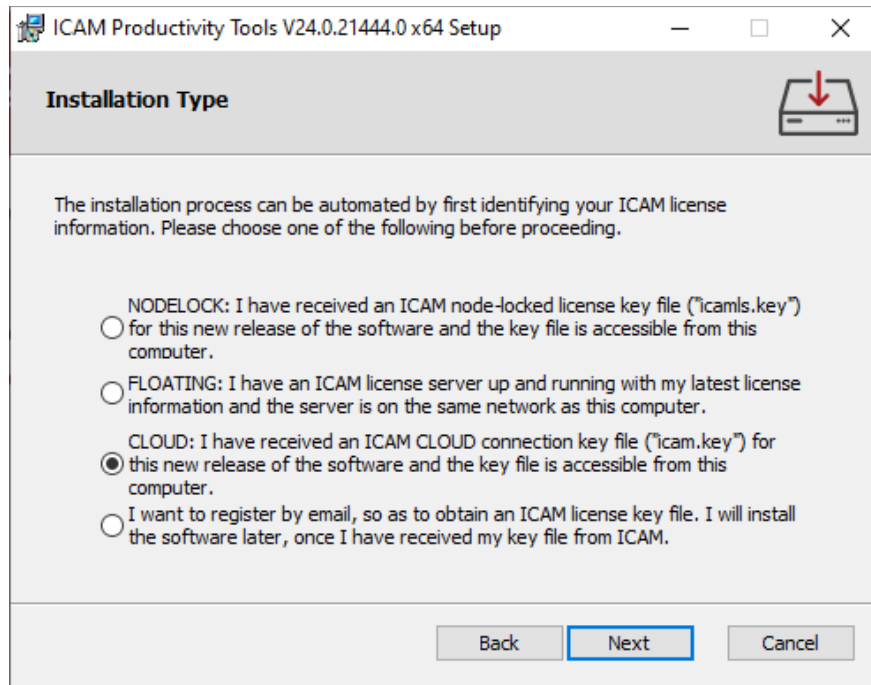 ICAM Productivity Tools V24.0.21444.0 x64 Setup
Installation Type
The installation process can be automated by first identifying your ICAM license
information. Please choose one of the following before proceeding.
NODELOCK: I have received an ICAM node-locked license key file ("icamls.key")
for this new release of the software and the key file is accessible from this
computer.
FLOATING: I have an ICAM license server up and running with my latest license
information and the server is on the same network as this computer.
CLOUD: I have received an ICAM CLOUD connection key file ("icam.key") for
this new release of the software and the key file is accessible from this
computer.
I want to register by email, so as to obtain an ICAM license key file. I will install
the software later, once I have received my key file from ICAM.
Back Next Cancel